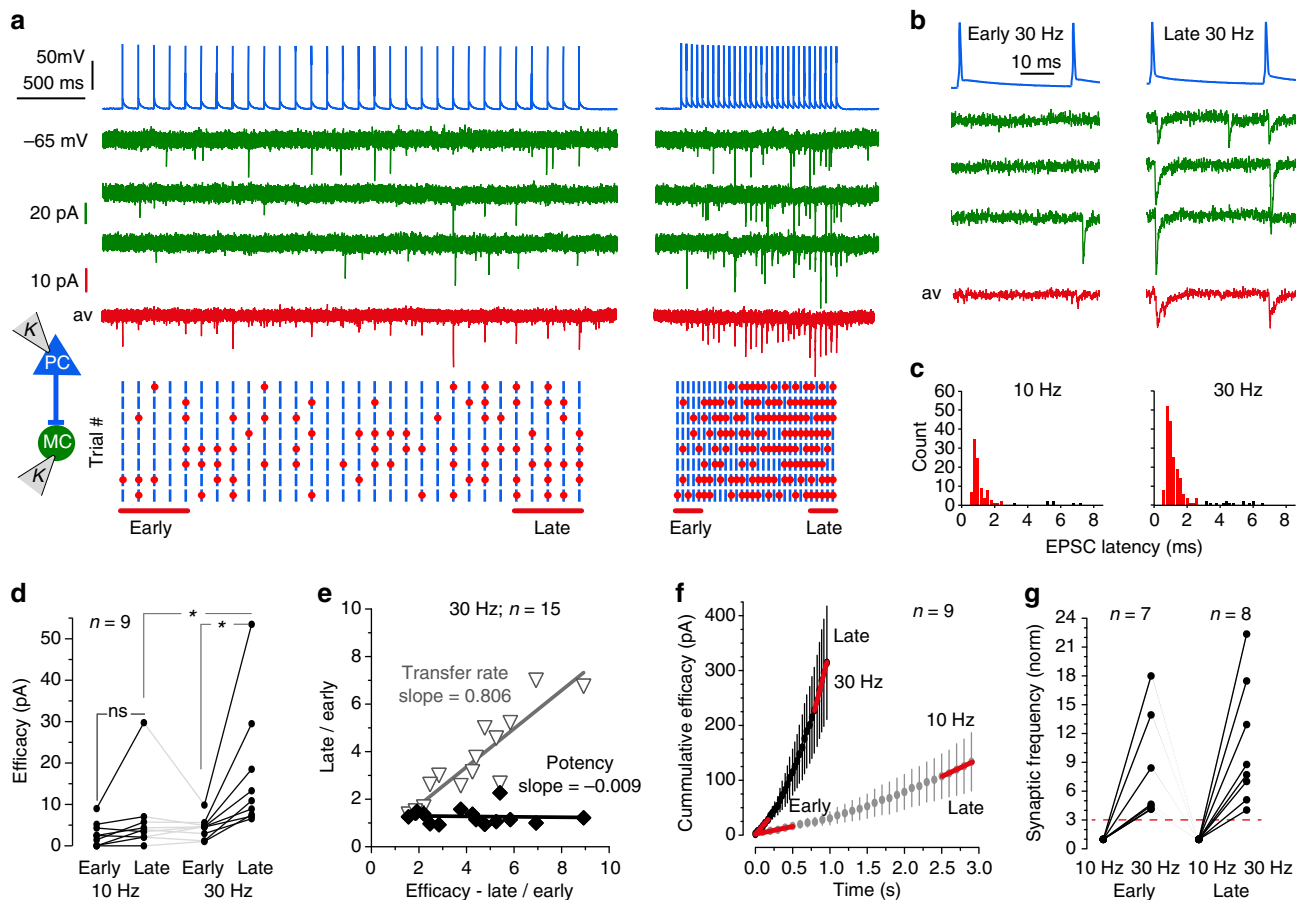 a
50mV
500 ms
–65 mV
20 pA
10 pA
av
K
PC
MC
K
Trial #
Early
Late
Early
Late
b
Early 30 Hz
Late 30 Hz
10 ms
av
c
10 Hz
30 Hz
Count
60
50
40
30
20
10
0
0 2 4 6 8
0 2 4 6 8
EPSC latency (ms)
d
n = 9
*
*
ns
Efficacy (pA)
50
40
30
20
10
0
Early Late Early Late
10 Hz 30 Hz
e
30 Hz; n = 15
Transfer rate
slope = 0.806
Potency
slope = –0.009
Late / early
10
8
6
4
2
0
0 2 4 6 8 10
Efficacy - late / early
f
n = 9
Late
30 Hz
10 Hz
Early
Late
Cummulative efficacy (pA)
400
300
200
100
0
0.0 0.5 1.0 1.5 2.0 2.5 3.0
Time (s)
g
n = 7
n = 8
Synaptic frequency (norm)
24
21
18
15
12
9
6
3
0
10 Hz 30 Hz 10 Hz 30 Hz
Early Late